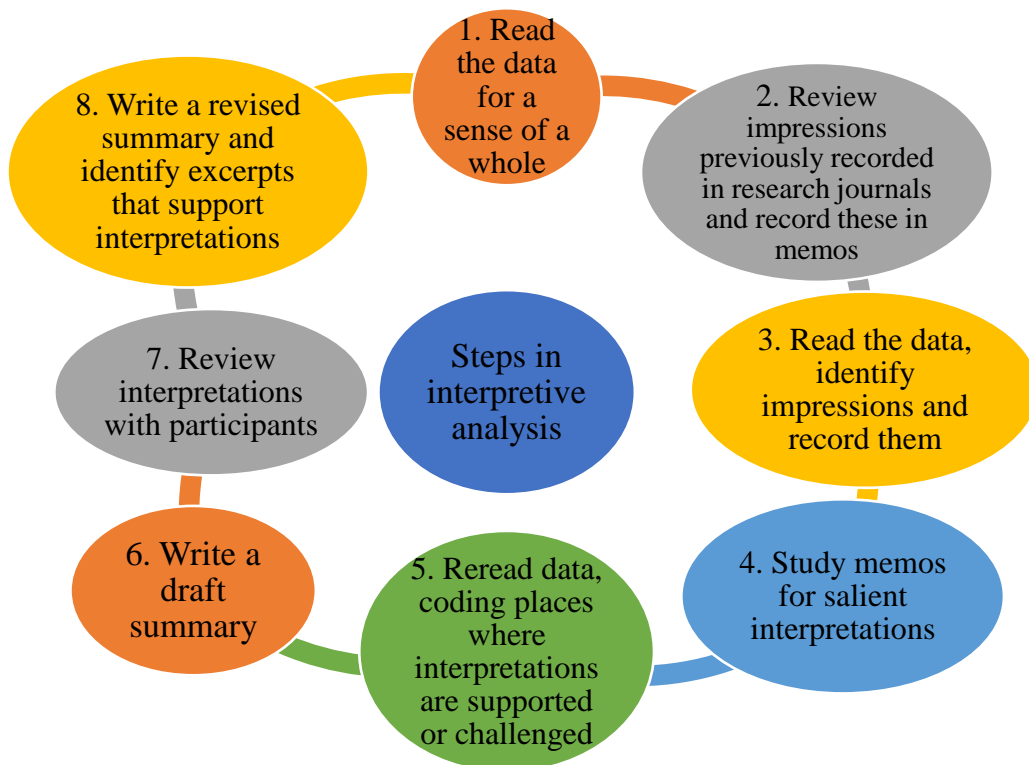 1. Read
the data
for a
sense of a
whole
2. Review
impressions
previously recorded
in research journals
and record these in
memos
3. Read the data,
identify
impressions and
record them
4. Study memos
for salient
interpretations
5. Reread data,
coding places
where
interpretations
are supported
or challenged
6. Write a
draft
summary
7. Review
interpretations
with participants
8. Write a revised
summary and
identify excerpts
that support
interpretations
Steps in
interpretive
analysis